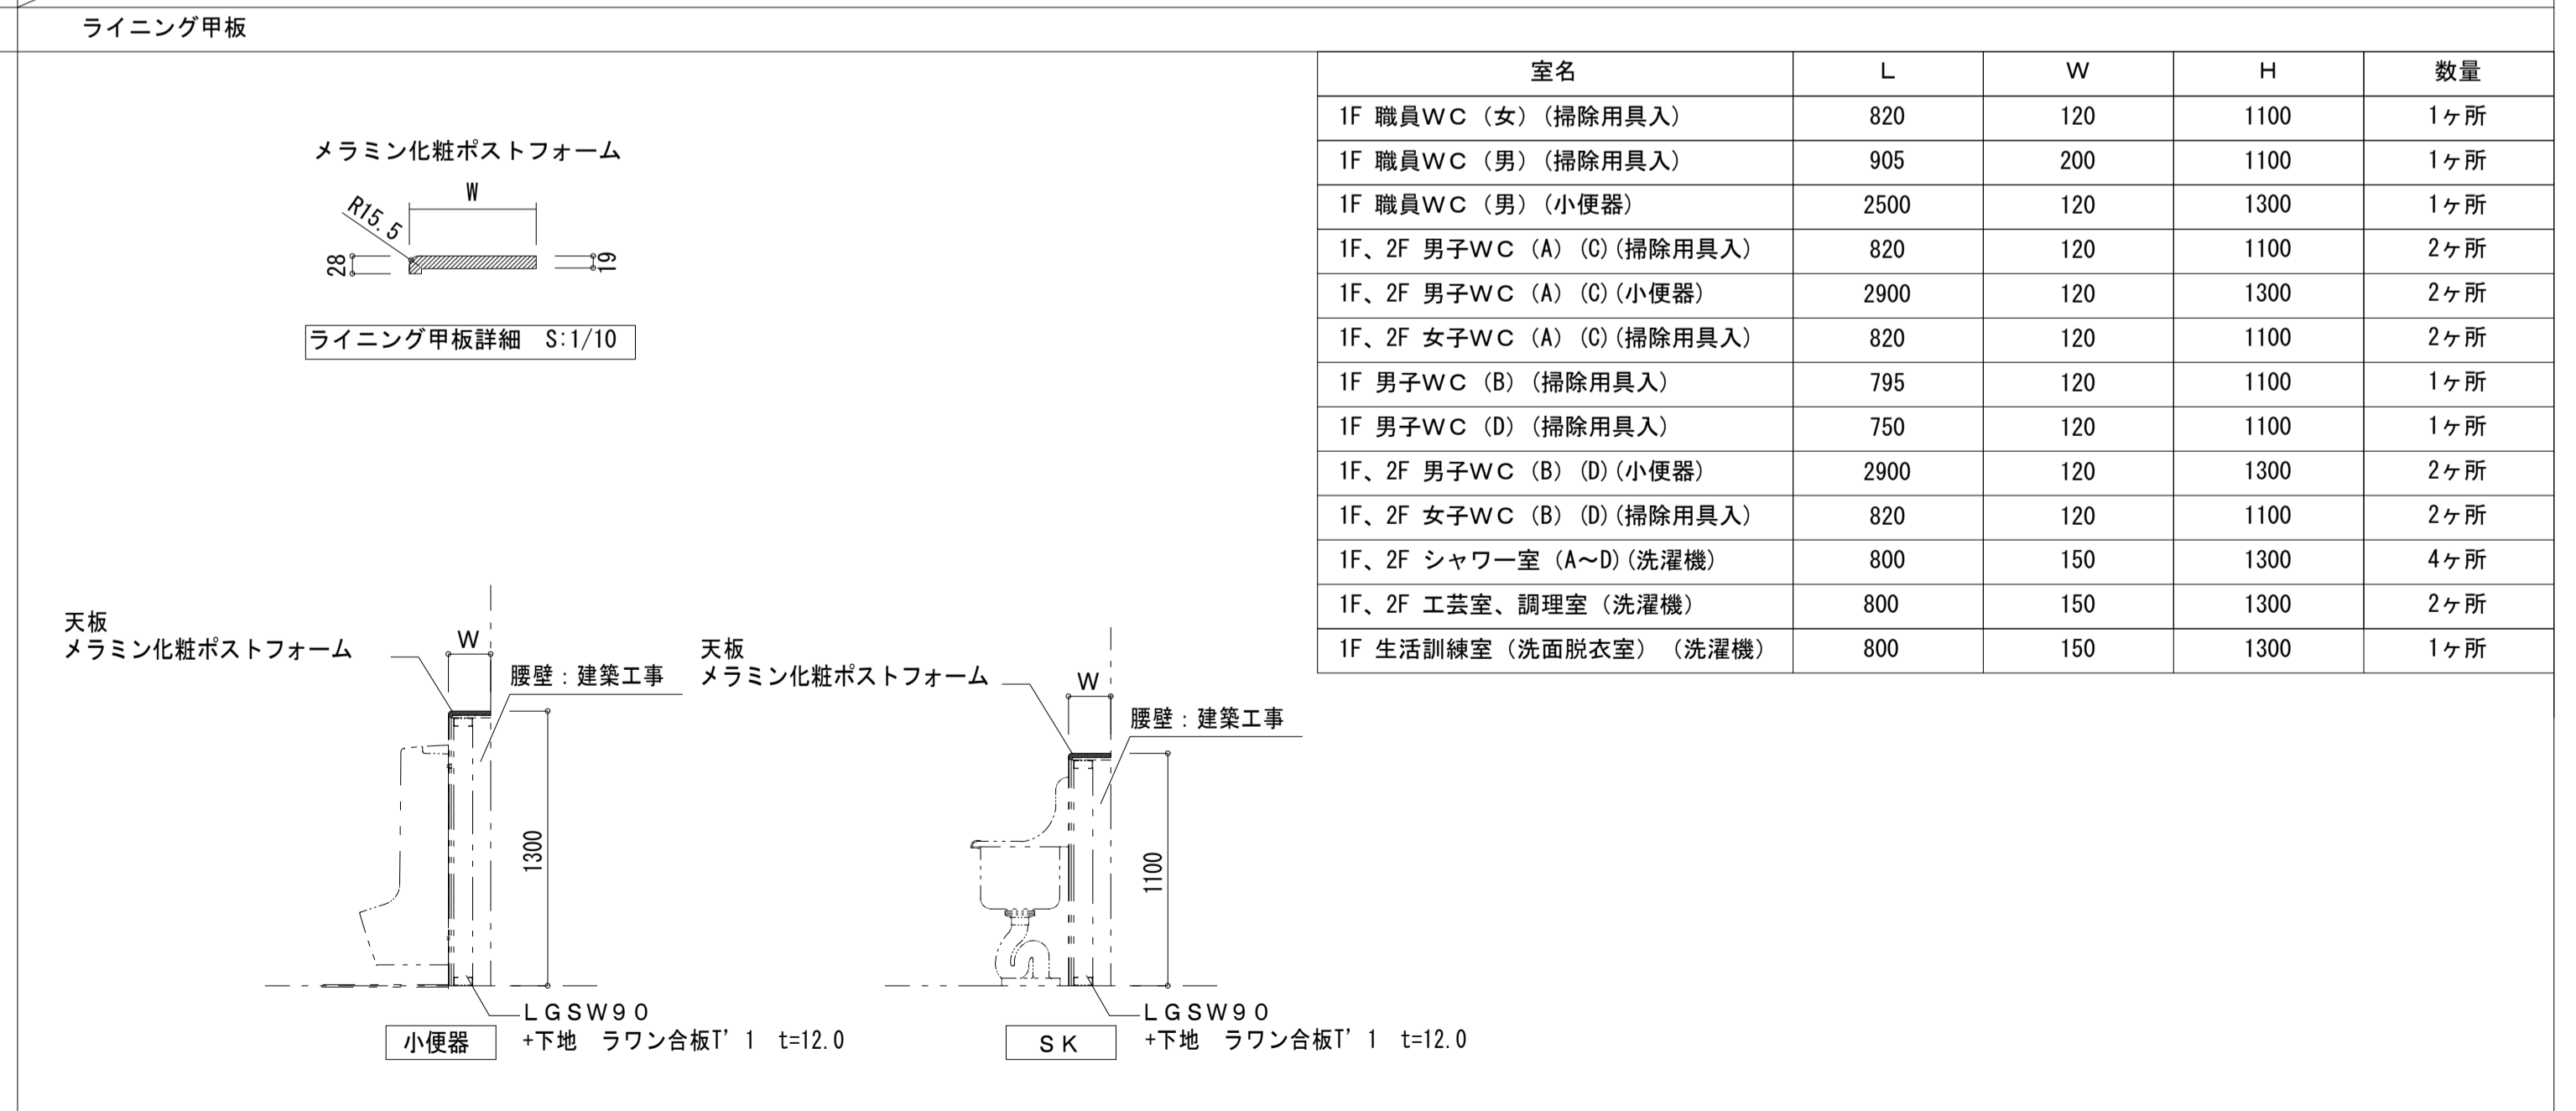 ライニング甲板
メラミン化粧ポストフォーム
W
R15.5
28
19
ライニング甲板詳細 S:1/10
室名 L W H 数量
1F 職員WC（女）(掃除用具入) 820 120 1100 1ヶ所
1F 職員WC（男）(掃除用具入) 905 200 1100 1ヶ所
1F 職員WC（男）(小便器) 2500 120 1300 1ヶ所
1F、2F 男子WC（A）(C)(掃除用具入) 820 120 1100 2ヶ所
1F、2F 男子WC（A）(C)(小便器) 2900 120 1300 2ヶ所
1F、2F 女子WC（A）(C)(掃除用具入) 820 120 1100 2ヶ所
1F 男子WC（B）(掃除用具入) 795 120 1100 1ヶ所
1F 男子WC（D）(掃除用具入) 750 120 1100 1ヶ所
1F、2F 男子WC（B）(D)(小便器) 2900 120 1300 2ヶ所
1F、2F 女子WC（B）(D)(掃除用具入) 820 120 1100 2ヶ所
1F、2F シャワー室（A～D)(洗濯機) 800 150 1300 4ヶ所
1F、2F 工芸室、調理室（洗濯機) 800 150 1300 2ヶ所
1F 生活訓練室（洗面脱衣室）（洗濯機) 800 150 1300 1ヶ所
天板
メラミン化粧ポストフォーム
W
腰壁：建築工事
1300
LGSW90
+下地 ラワン合板T'1 t=12.0
小便器
天板
メラミン化粧ポストフォーム
W
腰壁：建築工事
1100
LGSW90
+下地 ラワン合板T'1 t=12.0
SK